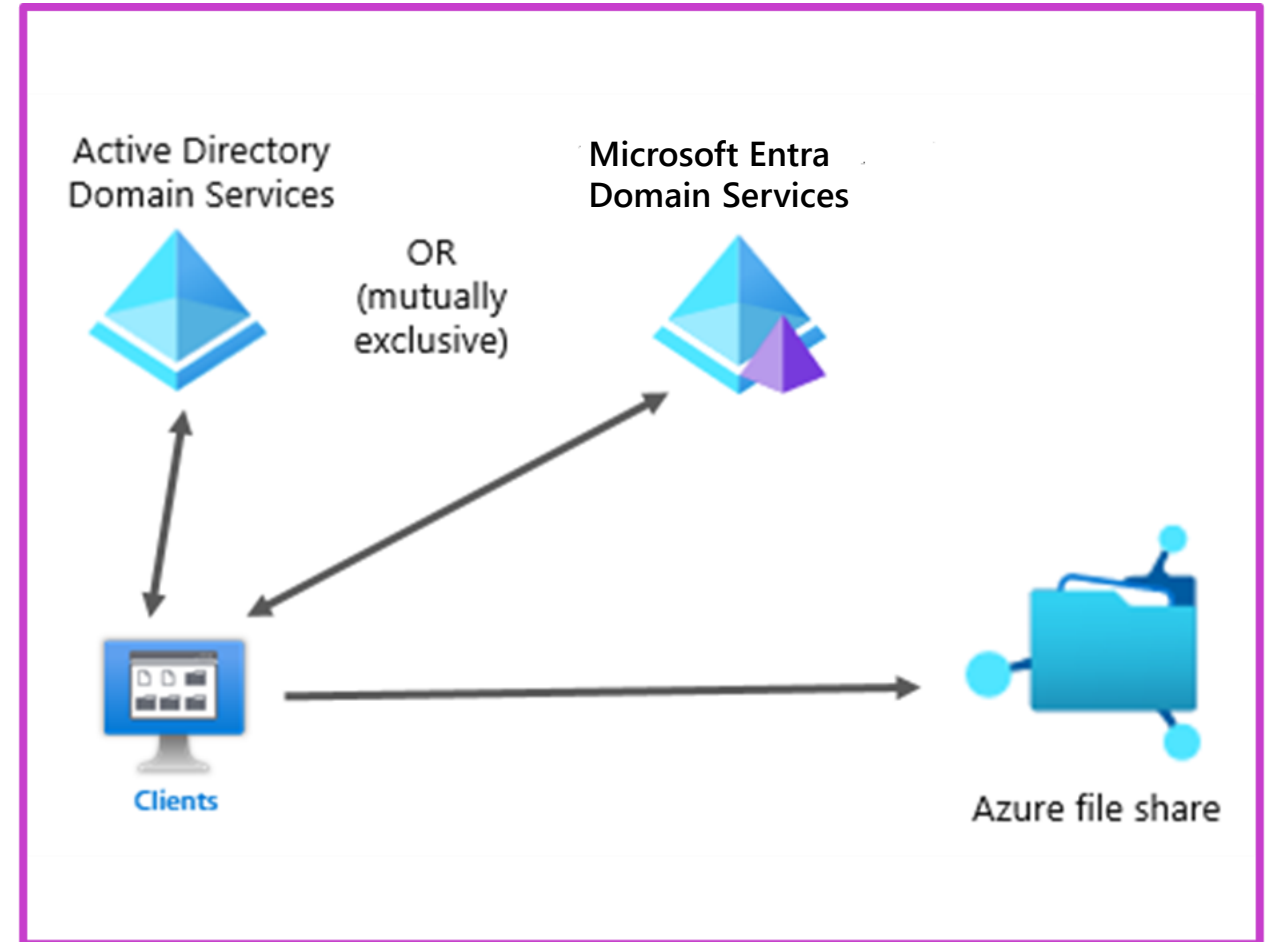 Active Directory
Domain Services
OR
(mutually
exclusive)
Microsoft Entra
Domain Services
Clients
Azure file share